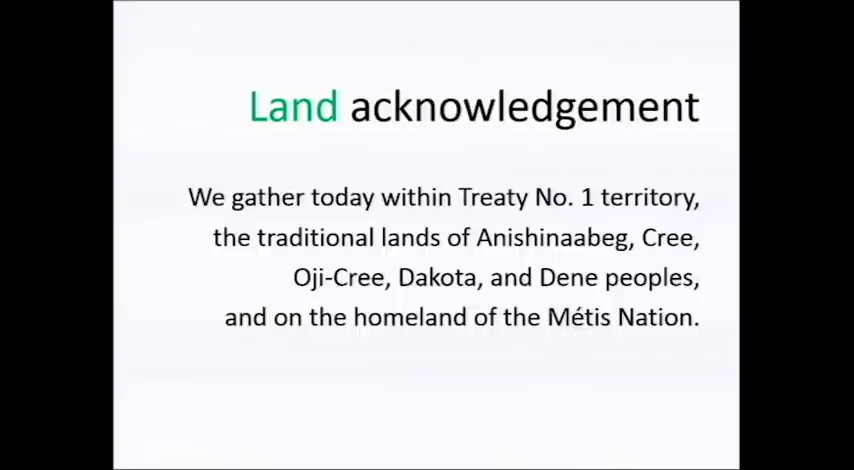 Land acknowledgement
We gather today within Treaty No. 1 territory,
the traditional lands of Anishinaabeg, Cree,
Oji-Cree, Dakota, and Dene peoples,
and on the homeland of the Métis Nation.